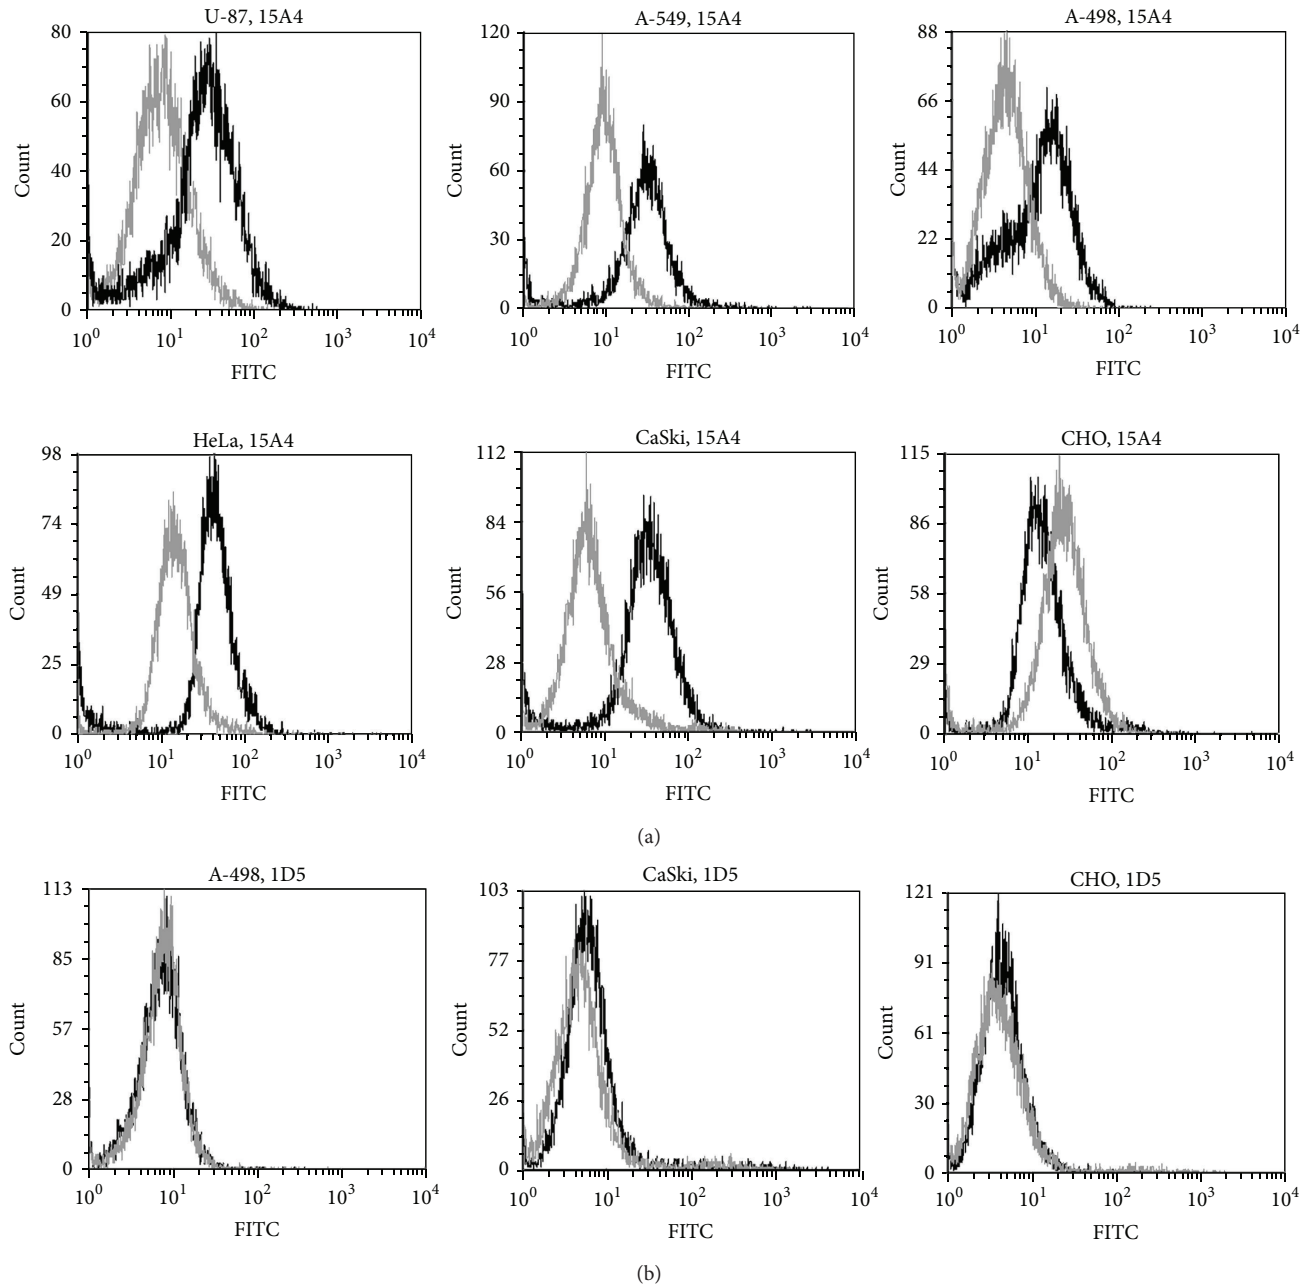 U-87, 15A4
80
60
40
20
0
Count
10^0 10^1 10^2 10^3 10^4
FITC
A-549, 15A4
120
90
60
30
0
Count
10^0 10^1 10^2 10^3 10^4
FITC
A-498, 15A4
88
66
44
22
0
Count
10^0 10^1 10^2 10^3 10^4
FITC
HeLa, 15A4
98
74
49
25
0
Count
10^0 10^1 10^2 10^3 10^4
FITC
CaSki, 15A4
112
84
56
28
0
Count
10^0 10^1 10^2 10^3 10^4
FITC
CHO, 15A4
115
86
58
29
0
Count
10^0 10^1 10^2 10^3 10^4
FITC
(a)
A-498, 1D5
113
85
57
28
0
Count
10^0 10^1 10^2 10^3 10^4
FITC
CaSki, 1D5
103
77
52
26
0
Count
10^0 10^1 10^2 10^3 10^4
FITC
CHO, 1D5
121
91
61
30
0
Count
10^0 10^1 10^2 10^3 10^4
FITC
(b)